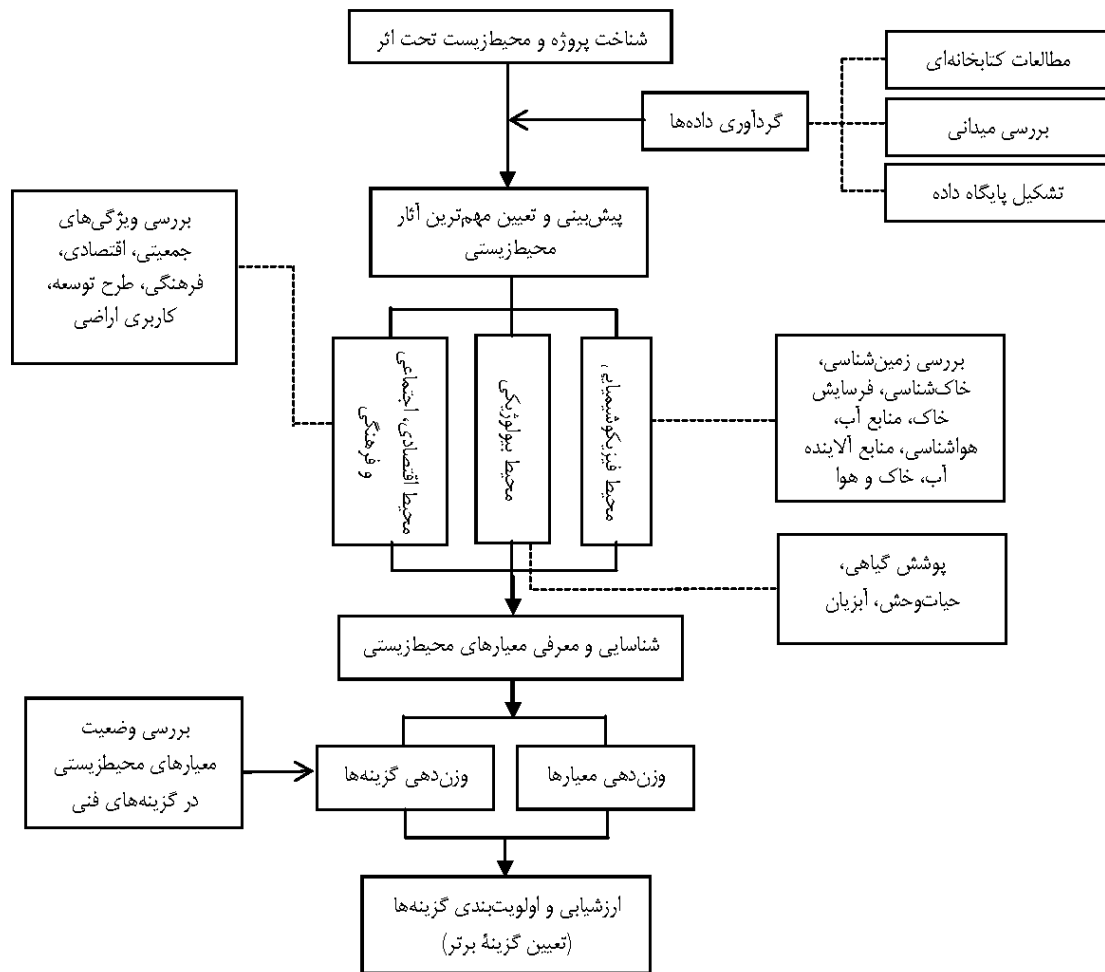 شناخت پروژه و محیط‌زیست تحت اثر
مطالعات کتابخانه‌ای
گردآوری داده‌ها
بررسی میدانی
تشکیل پایگاه داده
پیش‌بینی و تعیین مهم‌ترین آثار
محیط‌زیستی
بررسی ویژگی‌های
جمعیتی، اقتصادی،
فرهنگی، طرح توسعه،
کاربری اراضی
محیط فیزیکوشیمیایی
محیط بیولوژیکی
محیط اقتصادی، اجتماعی
و فرهنگی
بررسی زمین‌شناسی،
خاک‌شناسی، فرسایش
خاک، منابع آب،
هواشناسی، منابع آلاینده
آب، خاک و هوا
پوشش گیاهی،
حیات‌وحش، آبزیان
شناسایی و معرفی معیارهای محیط‌زیستی
وزن‌دهی معیارها
وزن‌دهی گزینه‌ها
بررسی وضعیت
معیارهای محیط‌زیستی
در گزینه‌های فنی
ارزشیابی و اولویت‌بندی گزینه‌ها
(تعیین گزینهٔ برتر)